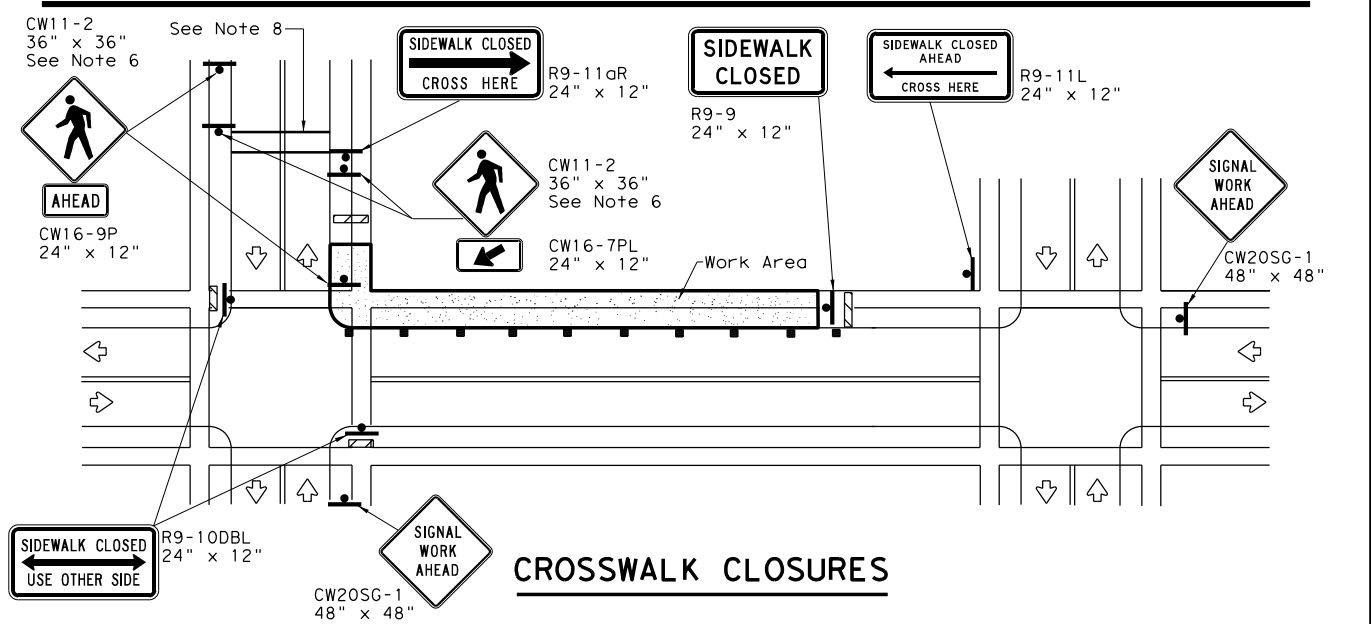 CW11-2
36" x 36"
See Note 6
See Note 8
SIDEWALK CLOSED
CROSS HERE
R9-11aR
24" x 12"
SIDEWALK
CLOSED
R9-9
24" x 12"
SIDEWALK CLOSED
AHEAD
CROSS HERE
R9-11L
24" x 12"
AHEAD
CW16-9P
24" x 12"
CW11-2
36" x 36"
See Note 6
CW16-7PL
24" x 12"
SIGNAL
WORK
AHEAD
CW20SG-1
48" x 48"
Work Area
SIDEWALK CLOSED
USE OTHER SIDE
R9-10DBL
24" x 12"
SIGNAL
WORK
AHEAD
CW20SG-1
48" x 48"
CROSSWALK CLOSURES